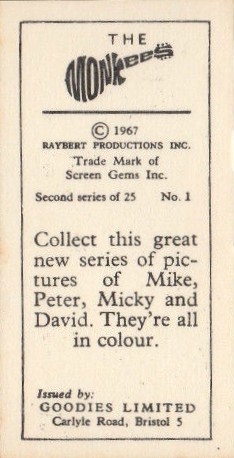 THE
MONKEES
© 1967
RAYBERT PRODUCTIONS INC.
Trade Mark of
Screen Gems Inc.
Second series of 25 No. 1
Collect this great
new series of pic-
tures of Mike,
Peter, Micky and
David. They're all
in colour.
Issued by:
GOODIES LIMITED
Carlyle Road, Bristol 5